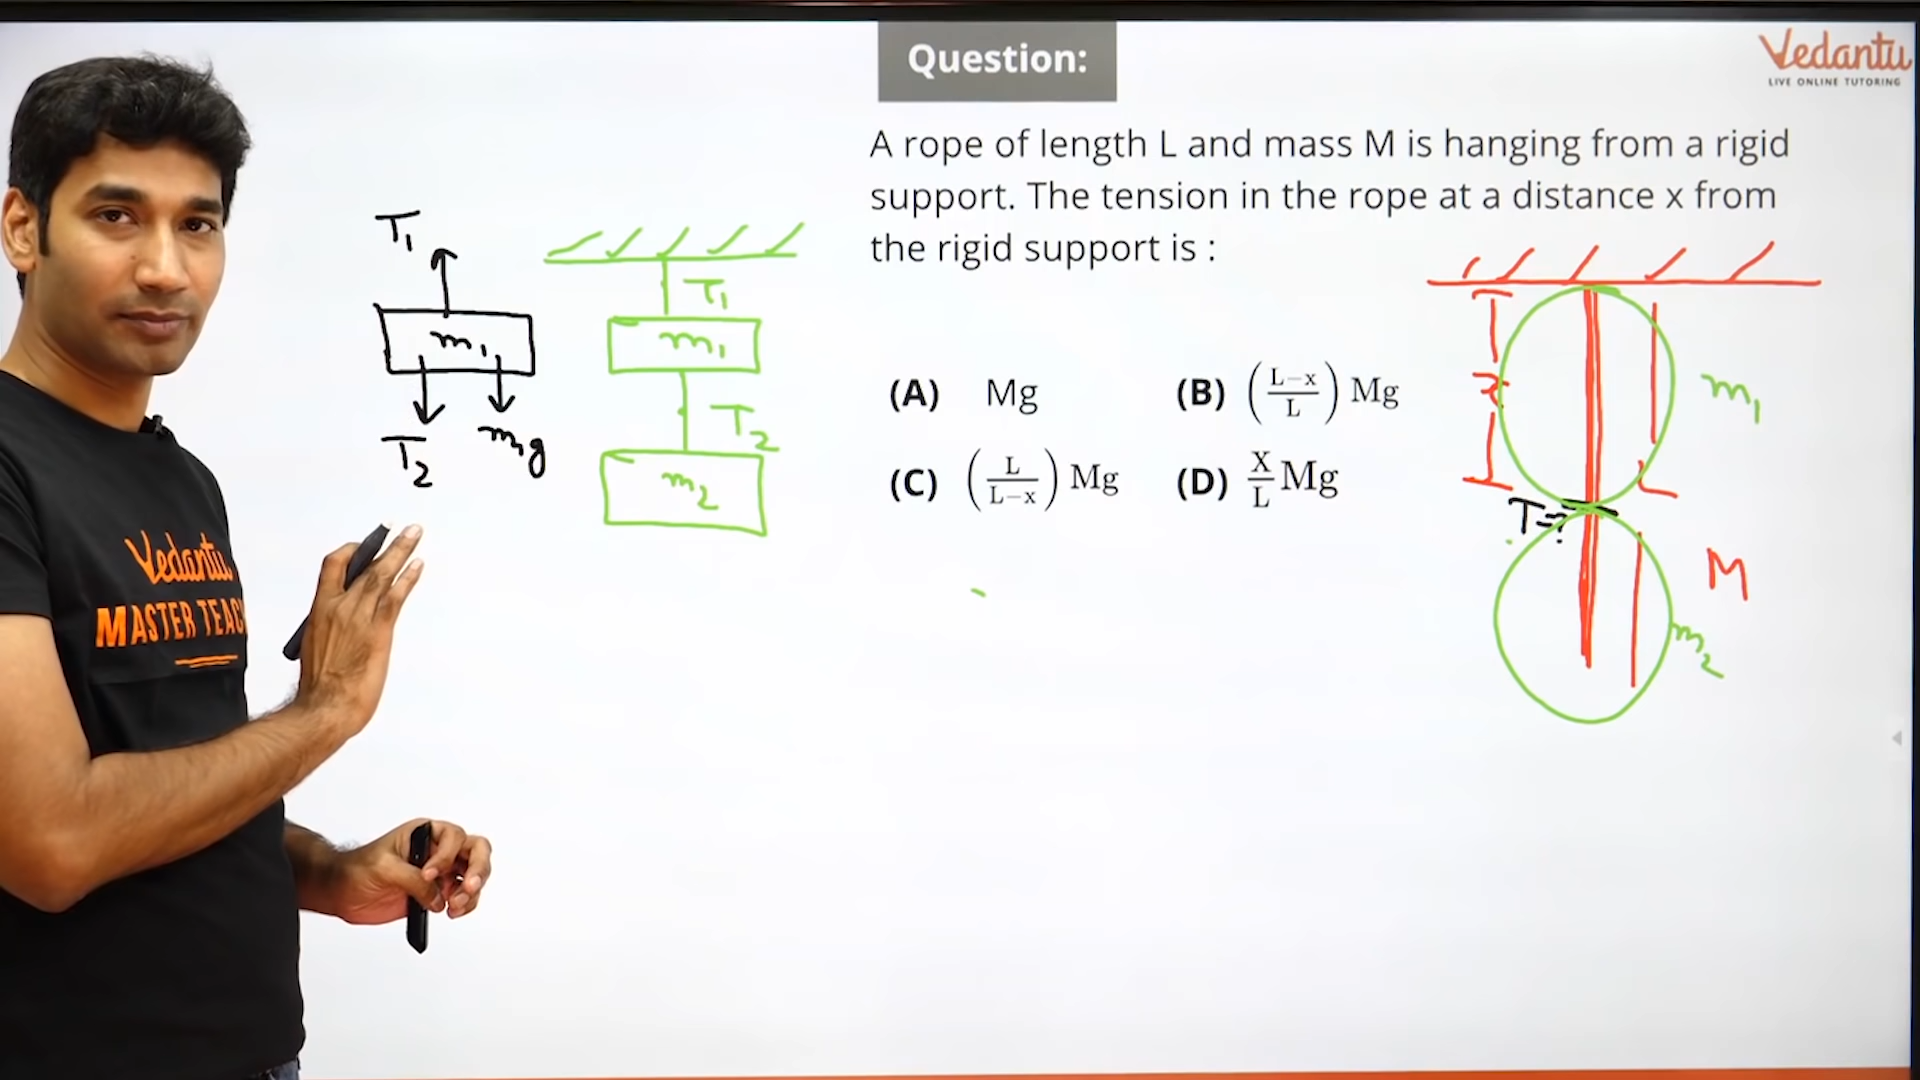 Question:
Vedantu
LIVE ONLINE TUTORING
A rope of length L and mass M is hanging from a rigid
support. The tension in the rope at a distance x from
the rigid support is :
(A) Mg (B) (L-x/L) Mg
(C) (L/L-x) Mg (D) X/L Mg
T₁
m₁
T₂ m₁g
T₁
m₁
T₂
m₂
x
L
m₁
T=?
M
m₂
Vedantu
MASTER TEAC